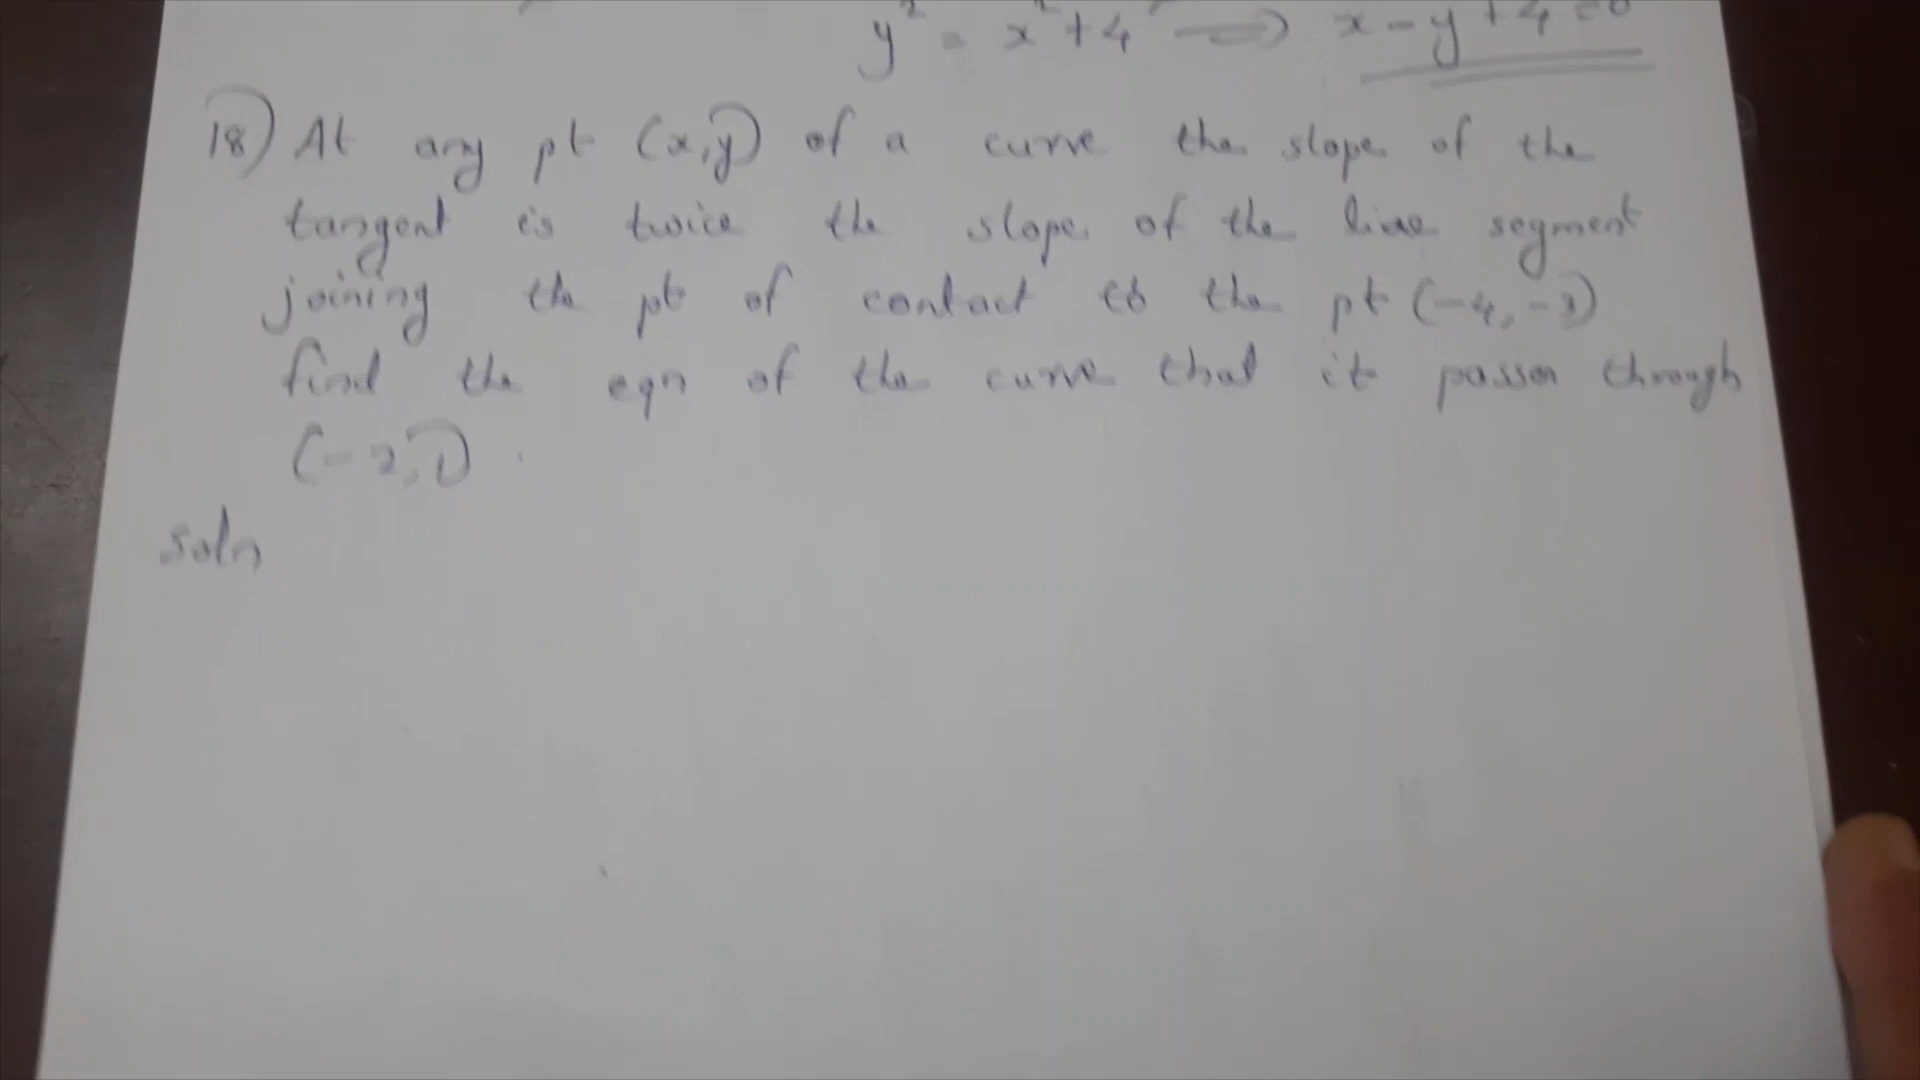 y² = x² + 4 ⟹ x - y + 4 = 0
18) At any pt (x,y) of a curve the slope of the
tangent is twice the slope of the line segment
joining the pt of contact to the pt (-4, -3)
find the eqn of the curve that it passes through
(-2,1)
soln